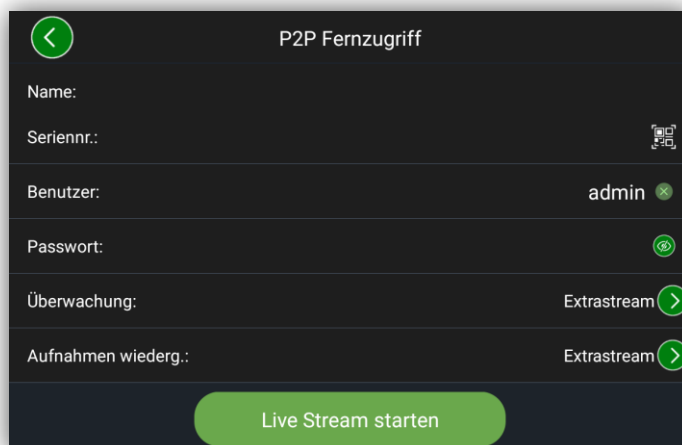 P2P Fernzugriff
Name:
Seriennr.:
Benutzer: admin
Passwort:
Überwachung: Extrastream
Aufnahmen wiederg.: Extrastream
Live Stream starten